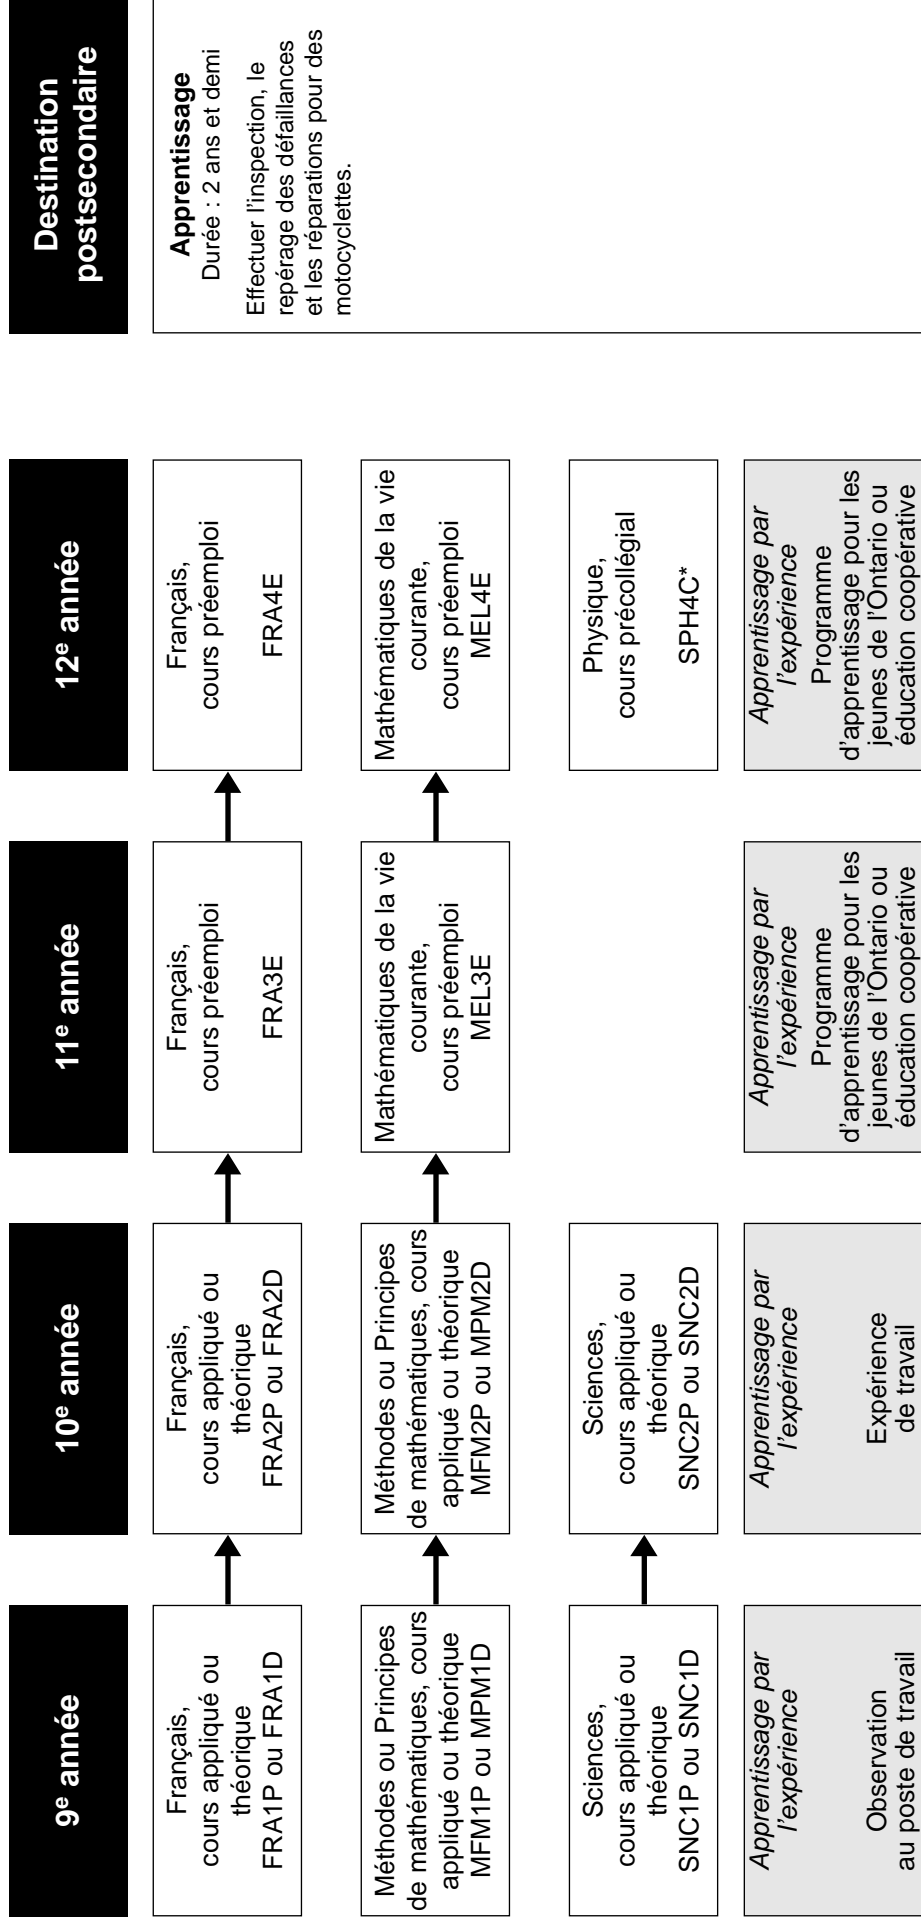 9e année
10e année
11e année
12e année
Destination
postsecondaire
Français,
cours appliqué ou
théorique
FRA1P ou FRA1D
Français,
cours appliqué ou
théorique
FRA2P ou FRA2D
Français,
cours préemploi
FRA3E
Français,
cours préemploi
FRA4E
Apprentissage
Durée : 2 ans et demi
Effectuer l'inspection, le
repérage des défaillances
et les réparations pour des
motocyclettes.
Méthodes ou Principes
de mathématiques, cours
appliqué ou théorique
MFM1P ou MPM1D
Méthodes ou Principes
de mathématiques, cours
appliqué ou théorique
MFM2P ou MPM2D
Mathématiques de la vie
courante,
cours préemploi
MEL3E
Mathématiques de la vie
courante,
cours préemploi
MEL4E
Sciences,
cours appliqué ou
théorique
SNC1P ou SNC1D
Sciences,
cours appliqué ou
théorique
SNC2P ou SNC2D
Physique,
cours précollégial
SPH4C*
Apprentissage par
l'expérience
Observation
au poste de travail
Apprentissage par
l'expérience
Expérience
de travail
Apprentissage par
l'expérience
Programme
d'apprentissage pour les
jeunes de l'Ontario ou
éducation coopérative
Apprentissage par
l'expérience
Programme
d'apprentissage pour les
jeunes de l'Ontario ou
éducation coopérative